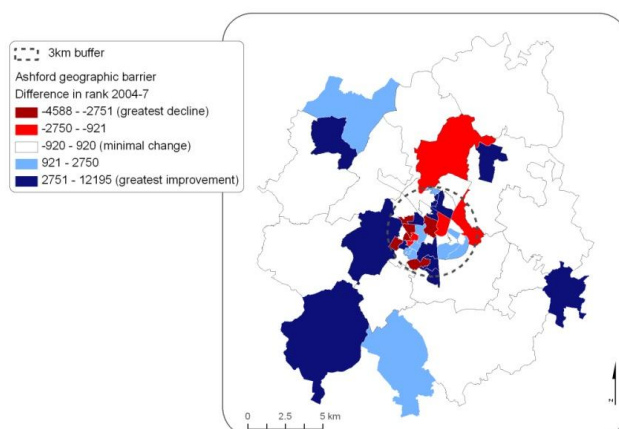 3km buffer
Ashford geographic barrier
Difference in rank 2004-7
-4588 - -2751 (greatest decline)
-2750 - -921
-920 - 920 (minimal change)
921 - 2750
2751 - 12195 (greatest improvement)
0 2.5 5 km
N